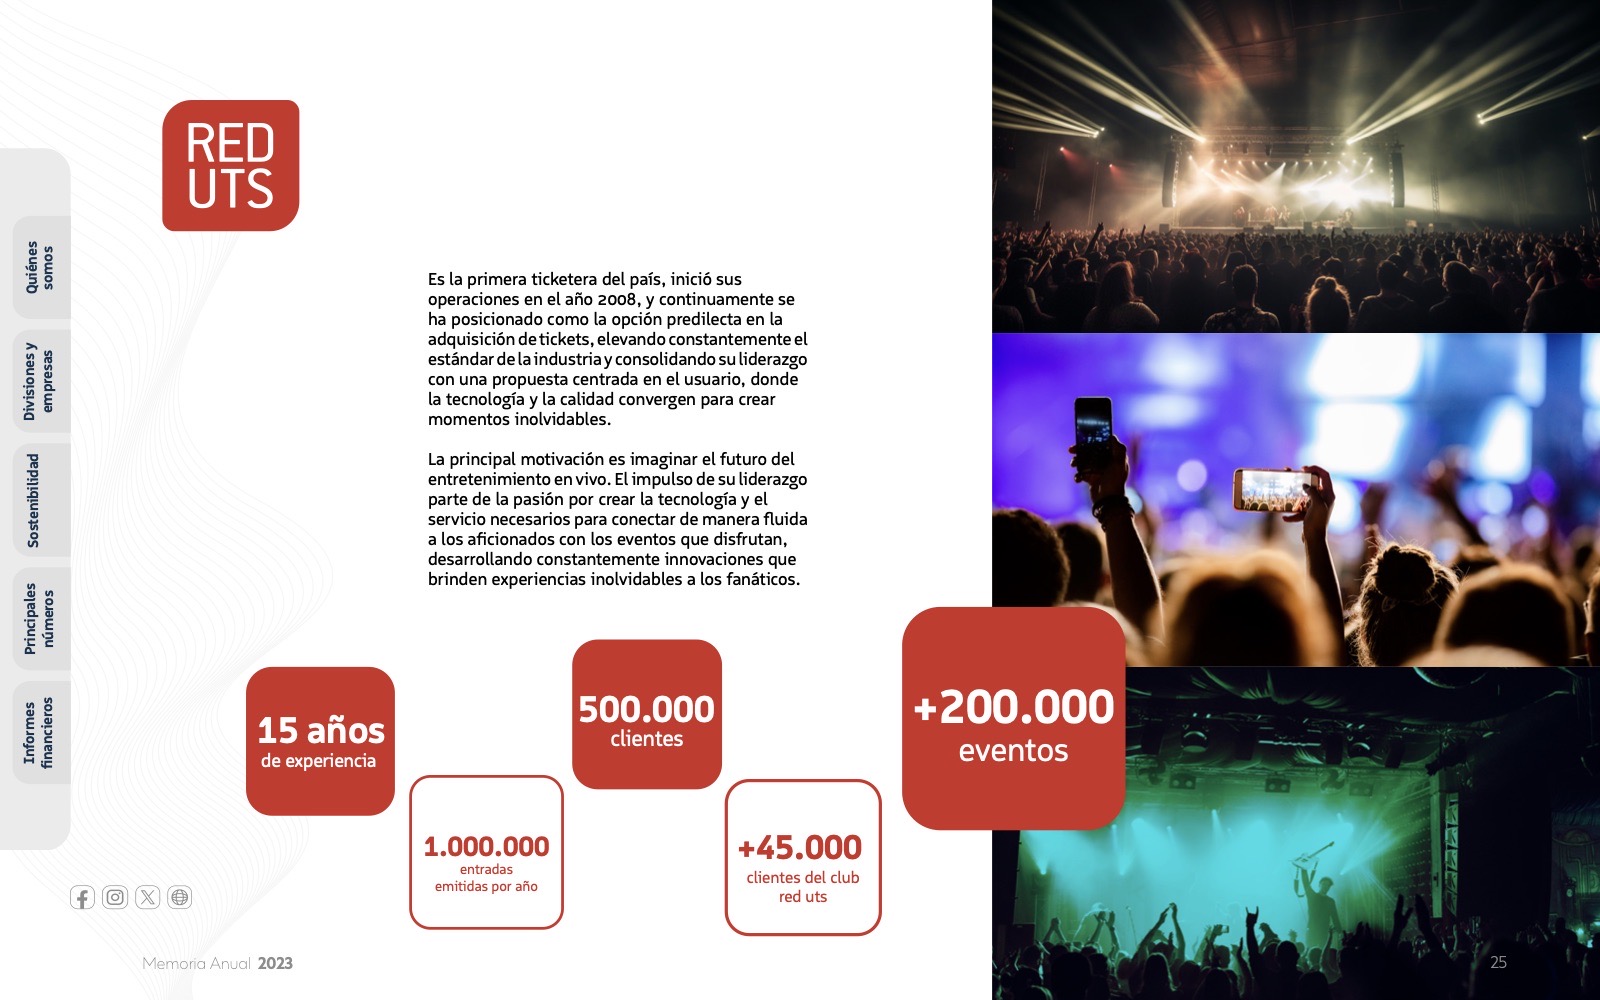 RED
UTS
Quiénes
somos
Divisiones y
empresas
Sostenibilidad
Principales
números
Informes
financieros
Es la primera ticketera del país, inició sus
operaciones en el año 2008, y continuamente se
ha posicionado como la opción predilecta en la
adquisición de tickets, elevando constantemente el
estándar de la industria y consolidando su liderazgo
con una propuesta centrada en el usuario, donde
la tecnología y la calidad convergen para crear
momentos inolvidables.
La principal motivación es imaginar el futuro del
entretenimiento en vivo. El impulso de su liderazgo
parte de la pasión por crear la tecnología y el
servicio necesarios para conectar de manera fluida
a los aficionados con los eventos que disfrutan,
desarrollando constantemente innovaciones que
brinden experiencias inolvidables a los fanáticos.
15 años
de experiencia
1.000.000
entradas
emitidas por año
500.000
clientes
+45.000
clientes del club
red uts
+200.000
eventos
Memoria Anual 2023
25